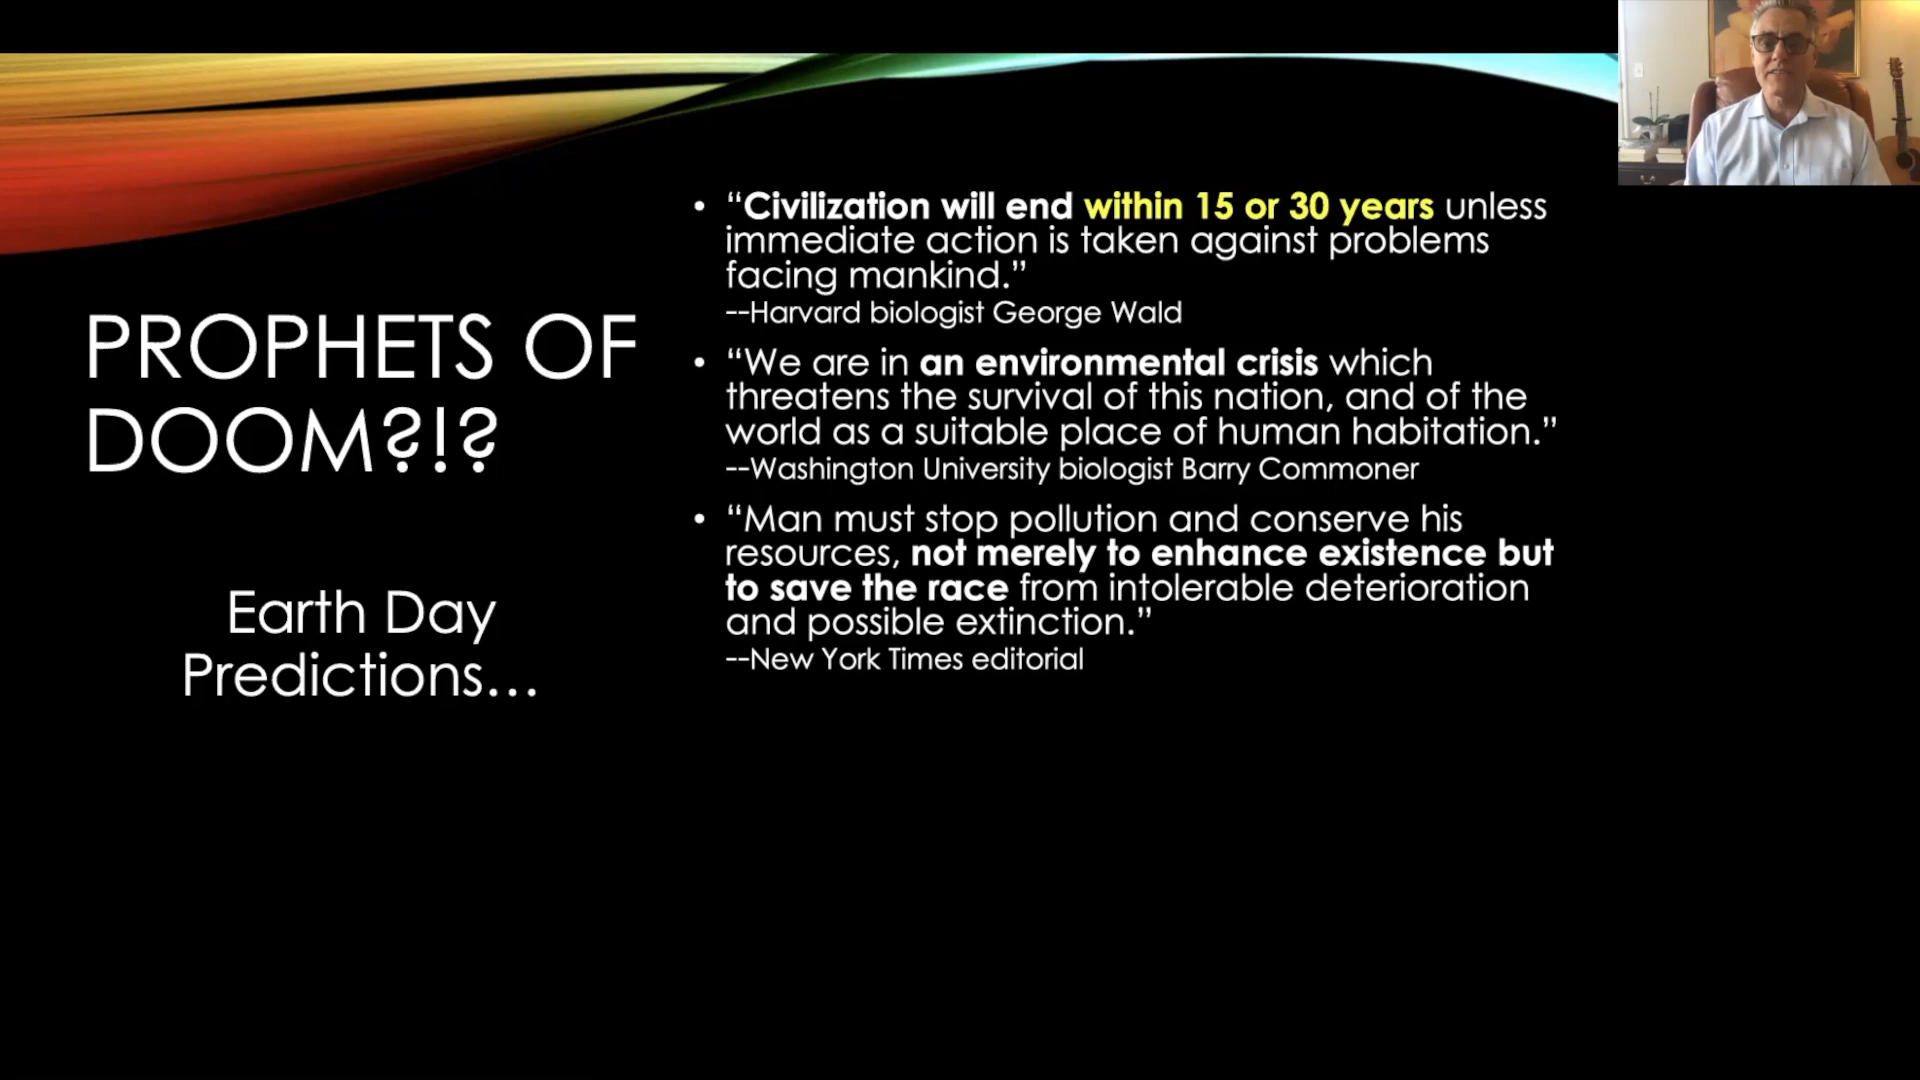 PROPHETS OF
DOOM?!?
Earth Day
Predictions…
• “Civilization will end within 15 or 30 years unless
immediate action is taken against problems
facing mankind.”
--Harvard biologist George Wald
• “We are in an environmental crisis which
threatens the survival of this nation, and of the
world as a suitable place of human habitation.”
--Washington University biologist Barry Commoner
• “Man must stop pollution and conserve his
resources, not merely to enhance existence but
to save the race from intolerable deterioration
and possible extinction.”
--New York Times editorial